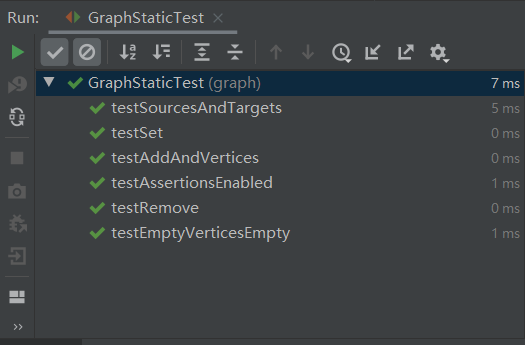 Run: GraphStaticTest
GraphStaticTest (graph) 7 ms
testSourcesAndTargets 5 ms
testSet 0 ms
testAddAndVertices 0 ms
testAssertionsEnabled 1 ms
testRemove 0 ms
testEmptyVerticesEmpty 1 ms